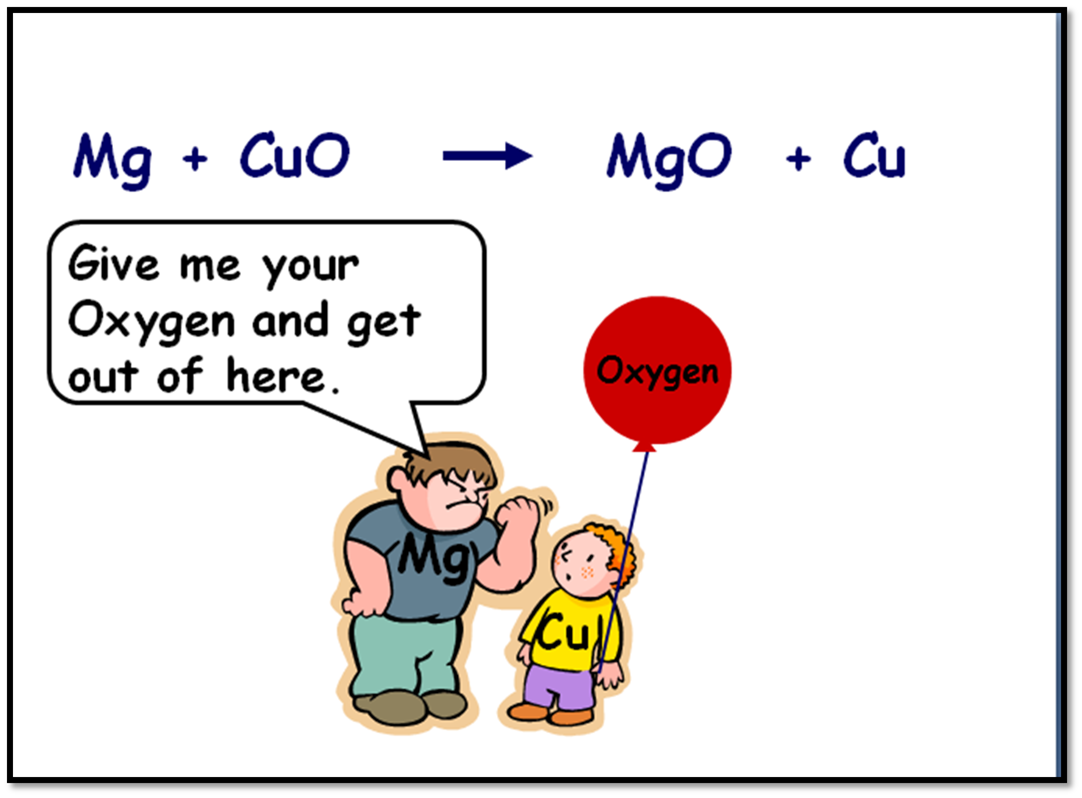 Mg + CuO → MgO + Cu
Give me your
Oxygen and get
out of here.
Oxygen
Mg
Cu